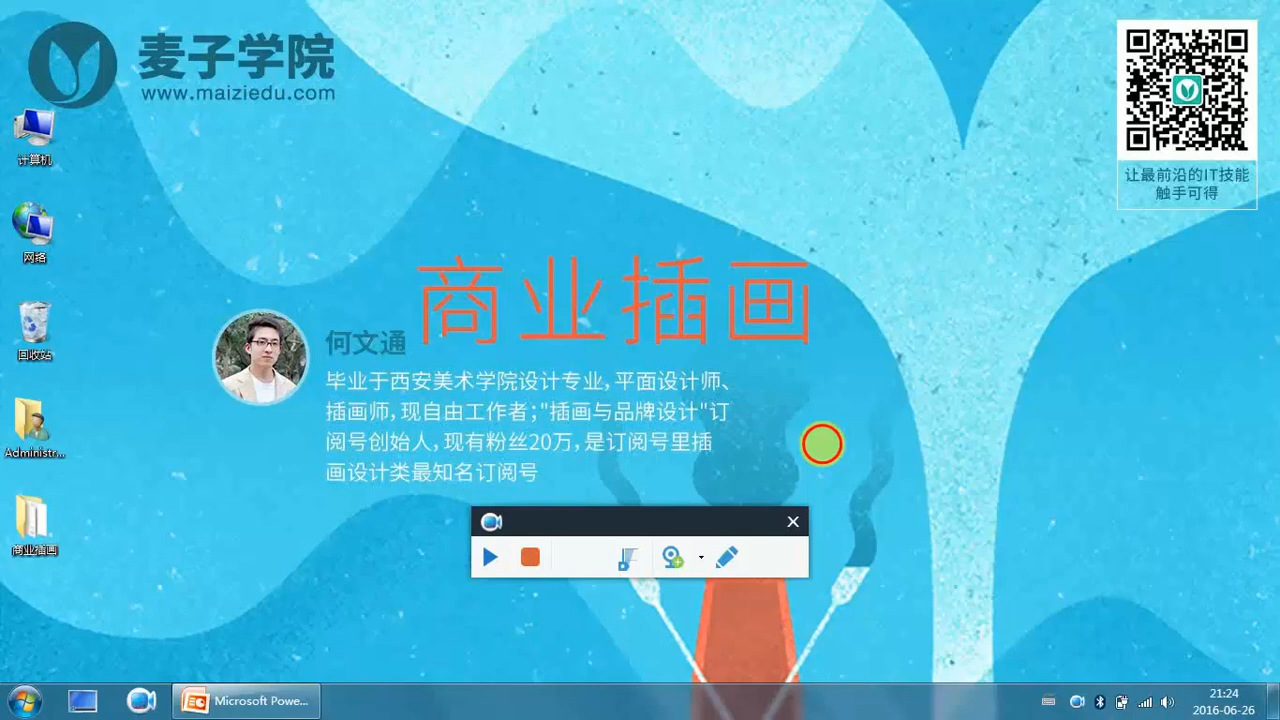 麦子学院
www.maiziedu.com
让最前沿的IT技能
触手可得
计算机
网络
回收站
Administr...
商业插画
商业插画
何文通
毕业于西安美术学院设计专业，平面设计师、
插画师，现自由工作者；"插画与品牌设计"订
阅号创始人，现有粉丝20万，是订阅号里插
画设计类最知名订阅号
Microsoft Powe...
21:24
2016-06-26